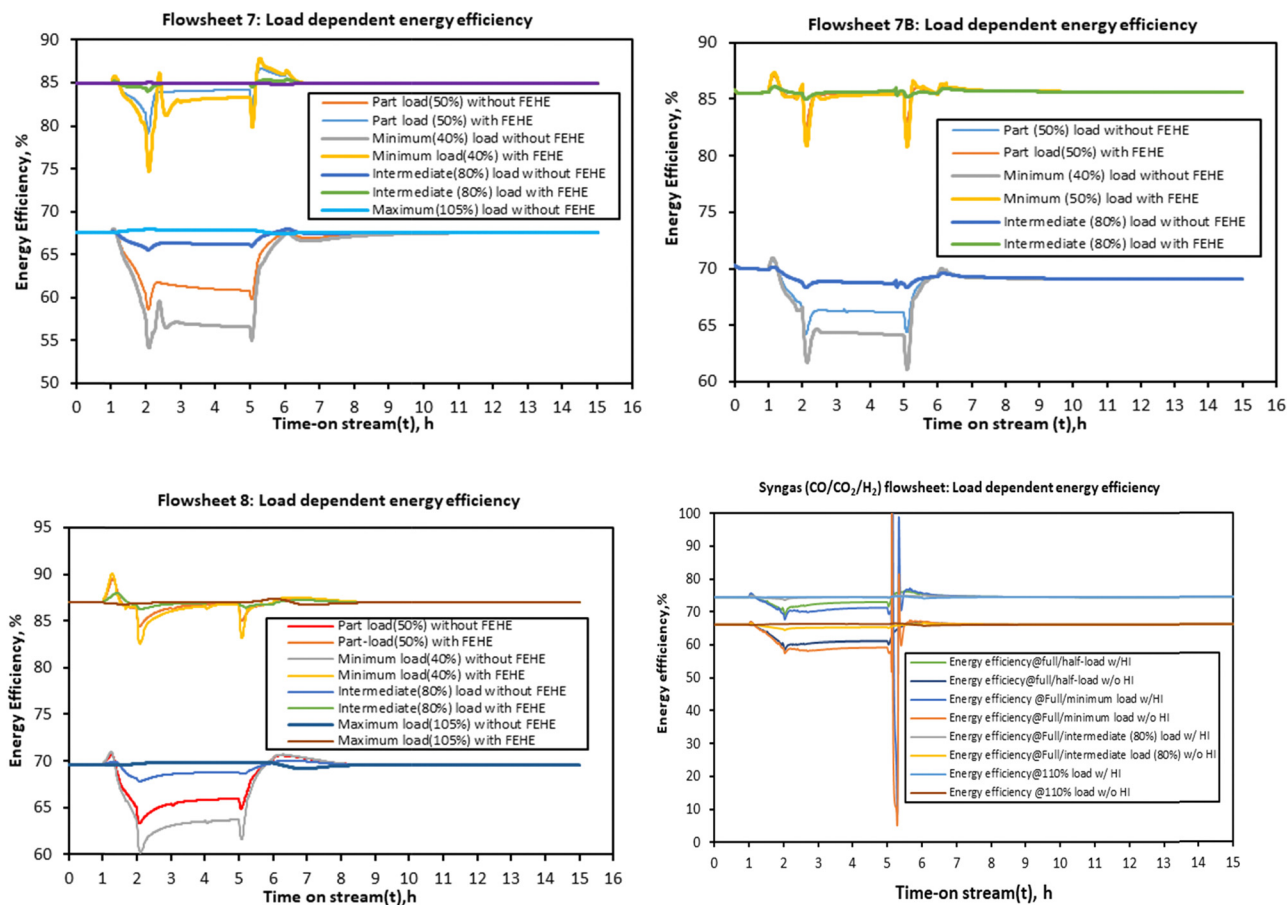 Flowsheet 7: Load dependent energy efficiency
90
85
80
75
70
65
60
55
50
Energy Efficiency, %
Part load(50%) without FEHE
Part load (50%) with FEHE
Minimum(40%) load without FEHE
Minimum load(40%) with FEHE
Intermediate(80%) load without FEHE
Intermediate (80%) load with FEHE
Maximum(105%) load without FEHE
0 1 2 3 4 5 6 7 8 9 10 11 12 13 14 15 16
Time-on stream(t), h
Flowsheet 7B: Load dependent energy efficiency
90
85
80
75
70
65
60
Energy Efficiency, %
Part (50%) load without FEHE
Part load(50%) with FEHE
Minimum (40%) load without FEHE
Mnimum (50%) load with FEHE
Intermediate (80%) load without FEHE
Intermediate (80%) load with FEHE
0 1 2 3 4 5 6 7 8 9 10 11 12 13 14 15 16
Time-on stream (t),h
Flowsheet 8: Load dependent energy efficiency
95
90
85
80
75
70
65
60
Energy Efficiency, %
Part load(50%) without FEHE
Part-load(50%) with FEHE
Minimum load(40%) without FEHE
Minimum load(40%) with FEHE
Intermediate(80%) load without FEHE
Intermediate(80%) load with FEHE
Maximum load(105%) without FEHE
Maximum load(105%) with FEHE
0 1 2 3 4 5 6 7 8 9 10 11 12 13 14 15 16
Time on stream(t),h
Syngas (CO/CO₂/H₂) flowsheet: Load dependent energy efficiency
100
90
80
70
60
50
40
30
20
10
0
Energy efficiency,%
Energy efficiency@full/half-load w/HI
Energy efficiecy@full/half-load w/o HI
Energy efficiency @Full/minimum load w/HI
Energy efficiency@Full/minimum load w/o HI
Energy efficiency@Full/intermediate (80%) load w/ HI
Energy efficiency@Full/intermediate load (80%) w/o HI
Energy efficiency@110% load w/ HI
Energy efficiency @110% load w/o HI
0 1 2 3 4 5 6 7 8 9 10 11 12 13 14 15
Time-on stream(t), h